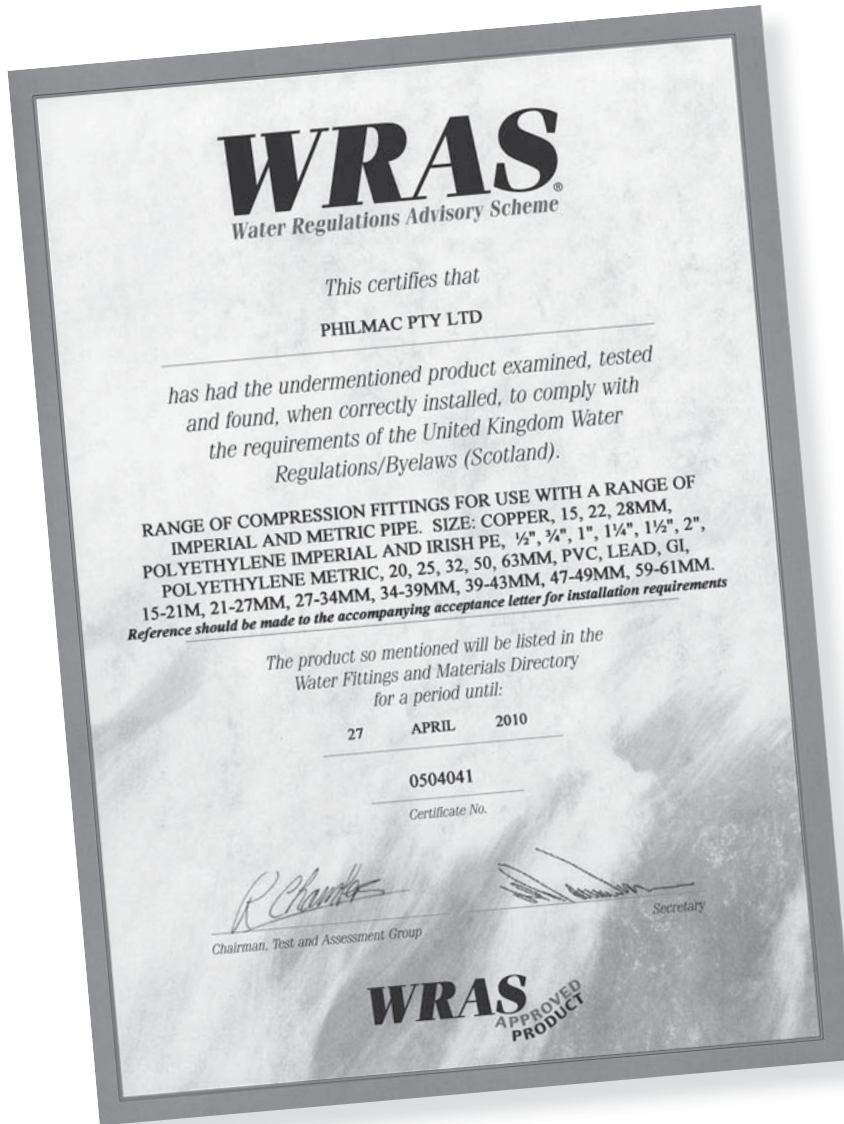 WRAS®
Water Regulations Advisory Scheme
This certifies that
PHILMAC PTY LTD
has had the undermentioned product examined, tested
and found, when correctly installed, to comply with
the requirements of the United Kingdom Water
Regulations/Byelaws (Scotland).
RANGE OF COMPRESSION FITTINGS FOR USE WITH A RANGE OF
IMPERIAL AND METRIC PIPE. SIZE: COPPER, 15, 22, 28MM,
POLYETHYLENE IMPERIAL AND IRISH PE, ½", ¾", 1", 1¼", 1½", 2",
POLYETHYLENE METRIC, 20, 25, 32, 50, 63MM, PVC, LEAD, GI,
15-21M, 21-27MM, 27-34MM, 34-39MM, 39-43MM, 47-49MM, 59-61MM.
Reference should be made to the accompanying acceptance letter for installation requirements
The product so mentioned will be listed in the
Water Fittings and Materials Directory
for a period until:
27 APRIL 2010
0504041
Certificate No.
Chairman, Test and Assessment Group
Secretary
WRAS
APPROVED
PRODUCT